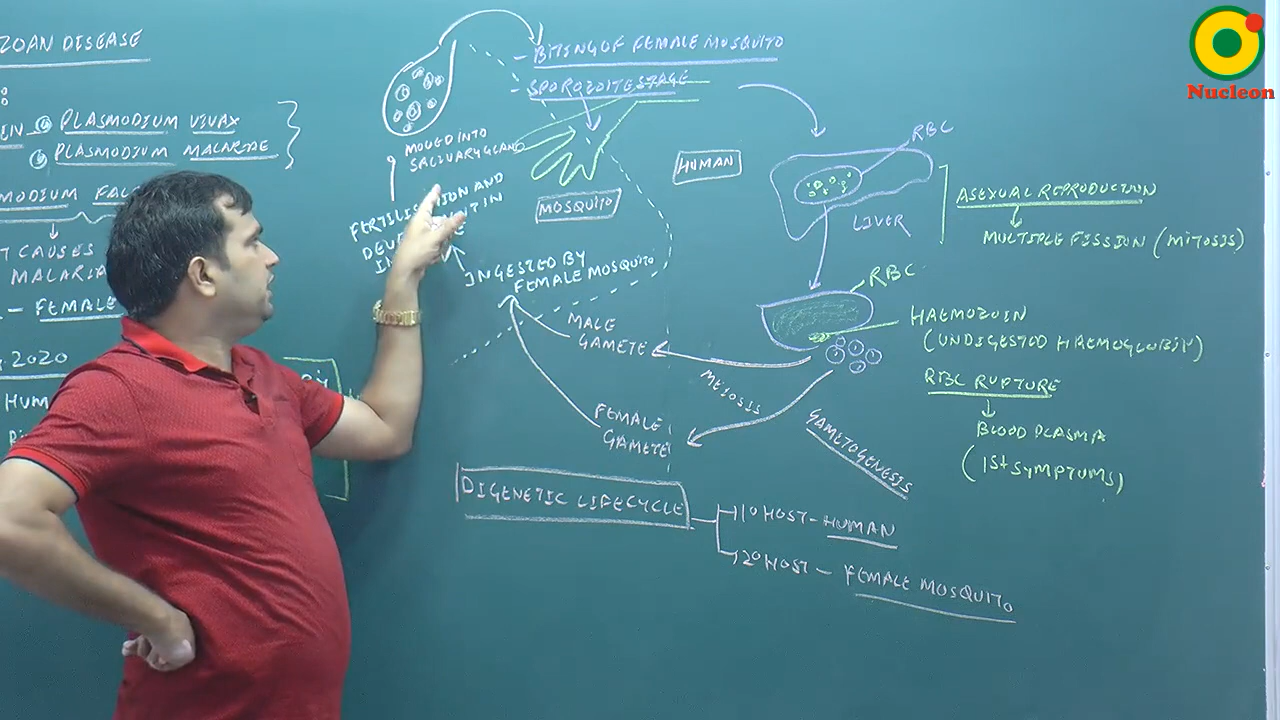 ZOAN DISEASE
PLASMODIUM VIVAX
PLASMODIUM MALARIAE
MODIUM FAL
T CAUSES
MALARIA
- FEMALE
2020
HUM
- BITING OF FEMALE MOSQUITO
- SPOROZOITE STAGE
MOVED INTO
SALIVARY GLAND
MOSQUITO
HUMAN
INGESTED BY
FEMALE MOSQUITO
MALE
GAMETE
MEIOSIS
FEMALE
GAMETE
GAMETOGENESIS
RBC
LIVER
ASEXUAL REPRODUCTION
MULTIPLE FISSION (MITOSIS)
RBC
HAEMOZOIN
(UNDIGESTED HAEMOGLOBIN)
RBC RUPTURE
BLOOD PLASMA
(1st SYMPTOMS)
DIGENETIC LIFECYCLE
1° HOST - HUMAN
2° HOST - FEMALE MOSQUITO
Nucleon